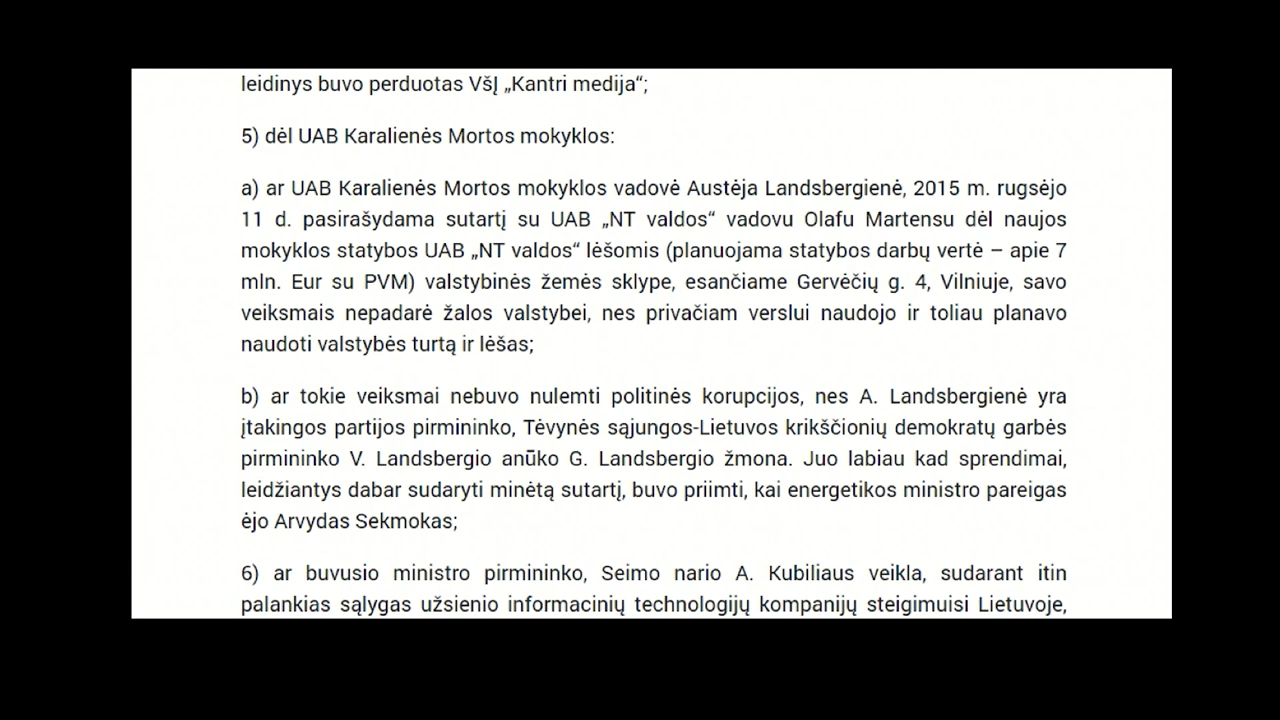 leidinys buvo perduotas VšĮ „Kantri medija“;
5) dėl UAB Karalienės Mortos mokyklos:
a) ar UAB Karalienės Mortos mokyklos vadovė Austėja Landsbergienė, 2015 m. rugsėjo
11 d. pasirašydama sutartį su UAB „NT valdos“ vadovu Olafu Martensu dėl naujos
mokyklos statybos UAB „NT valdos“ lėšomis (planuojama statybos darbų vertė – apie 7
mln. Eur su PVM) valstybinės žemės sklype, esančiame Gervėčių g. 4, Vilniuje, savo
veiksmais nepadarė žalos valstybei, nes privačiam verslui naudojo ir toliau planavo
naudoti valstybės turtą ir lėšas;
b) ar tokie veiksmai nebuvo nulemti politinės korupcijos, nes A. Landsbergienė yra
įtakingos partijos pirmininko, Tėvynės sąjungos-Lietuvos krikščionių demokratų garbės
pirmininko V. Landsbergio anūko G. Landsbergio žmona. Juo labiau kad sprendimai,
leidžiantys dabar sudaryti minėtą sutartį, buvo priimti, kai energetikos ministro pareigas
ėjo Arvydas Sekmokas;
6) ar buvusio ministro pirmininko, Seimo nario A. Kubiliaus veikla, sudarant itin
palankias sąlygas užsienio informacinių technologijų kompanijų steigimuisi Lietuvoje,